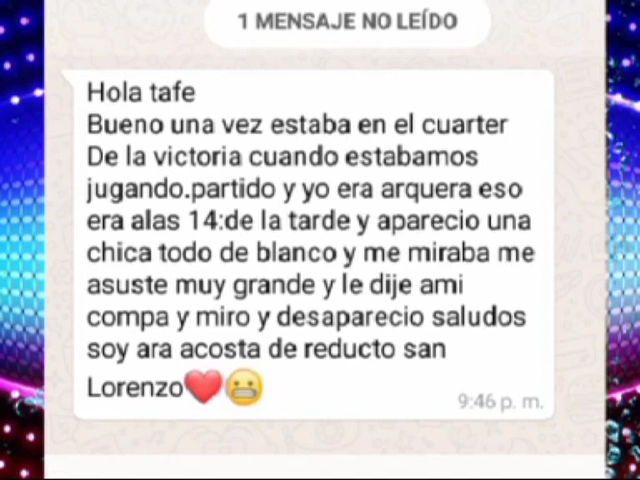 1 MENSAJE NO LEÍDO
Hola tafe
Bueno una vez estaba en el cuarter
De la victoria cuando estabamos
jugando.partido y yo era arquera eso
era alas 14:de la tarde y aparecio una
chica todo de blanco y me miraba me
asuste muy grande y le dije ami
compa y miro y desaparecio saludos
soy ara acosta de reducto san
Lorenzo❤️😬
9:46 p. m.